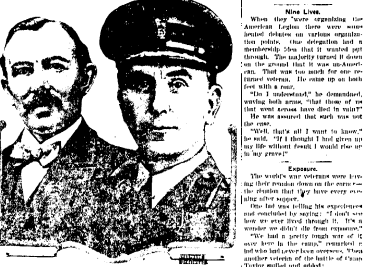 Nine Lives.
When they were organizing the
American Legion there were some
heated debates on various organiza-
tion points. One delegation had a
membership idea that it wanted put
through. The majority turned it down
on the ground that it was un-Ameri-
can. That was too much for one re-
turned veteran. He came up on both
feet with a roar.
"Do I understand," he demanded,
waving both arms, "that those of us
that went across have died in vain?"
He was assured that such was not
the case.
"Well, that's all I want to know,"
he said. "If I thought I had given up
my life without result I would rise up
in my grave!"
Exposure.
The world's war veterans were hav-
ing their reunion down on the corner—
the reunion that they have every eve-
ning after supper.
One lad was telling his experiences
and concluded by saying: "I don't see
how we ever lived through it. It's a
wonder we didn't die from exposure."
"We had a pretty tough war of it
over here in the camp," remarked a
lad who had never been overseas. Then
another veteran of the battle of Camp
Taylor smiled and added: